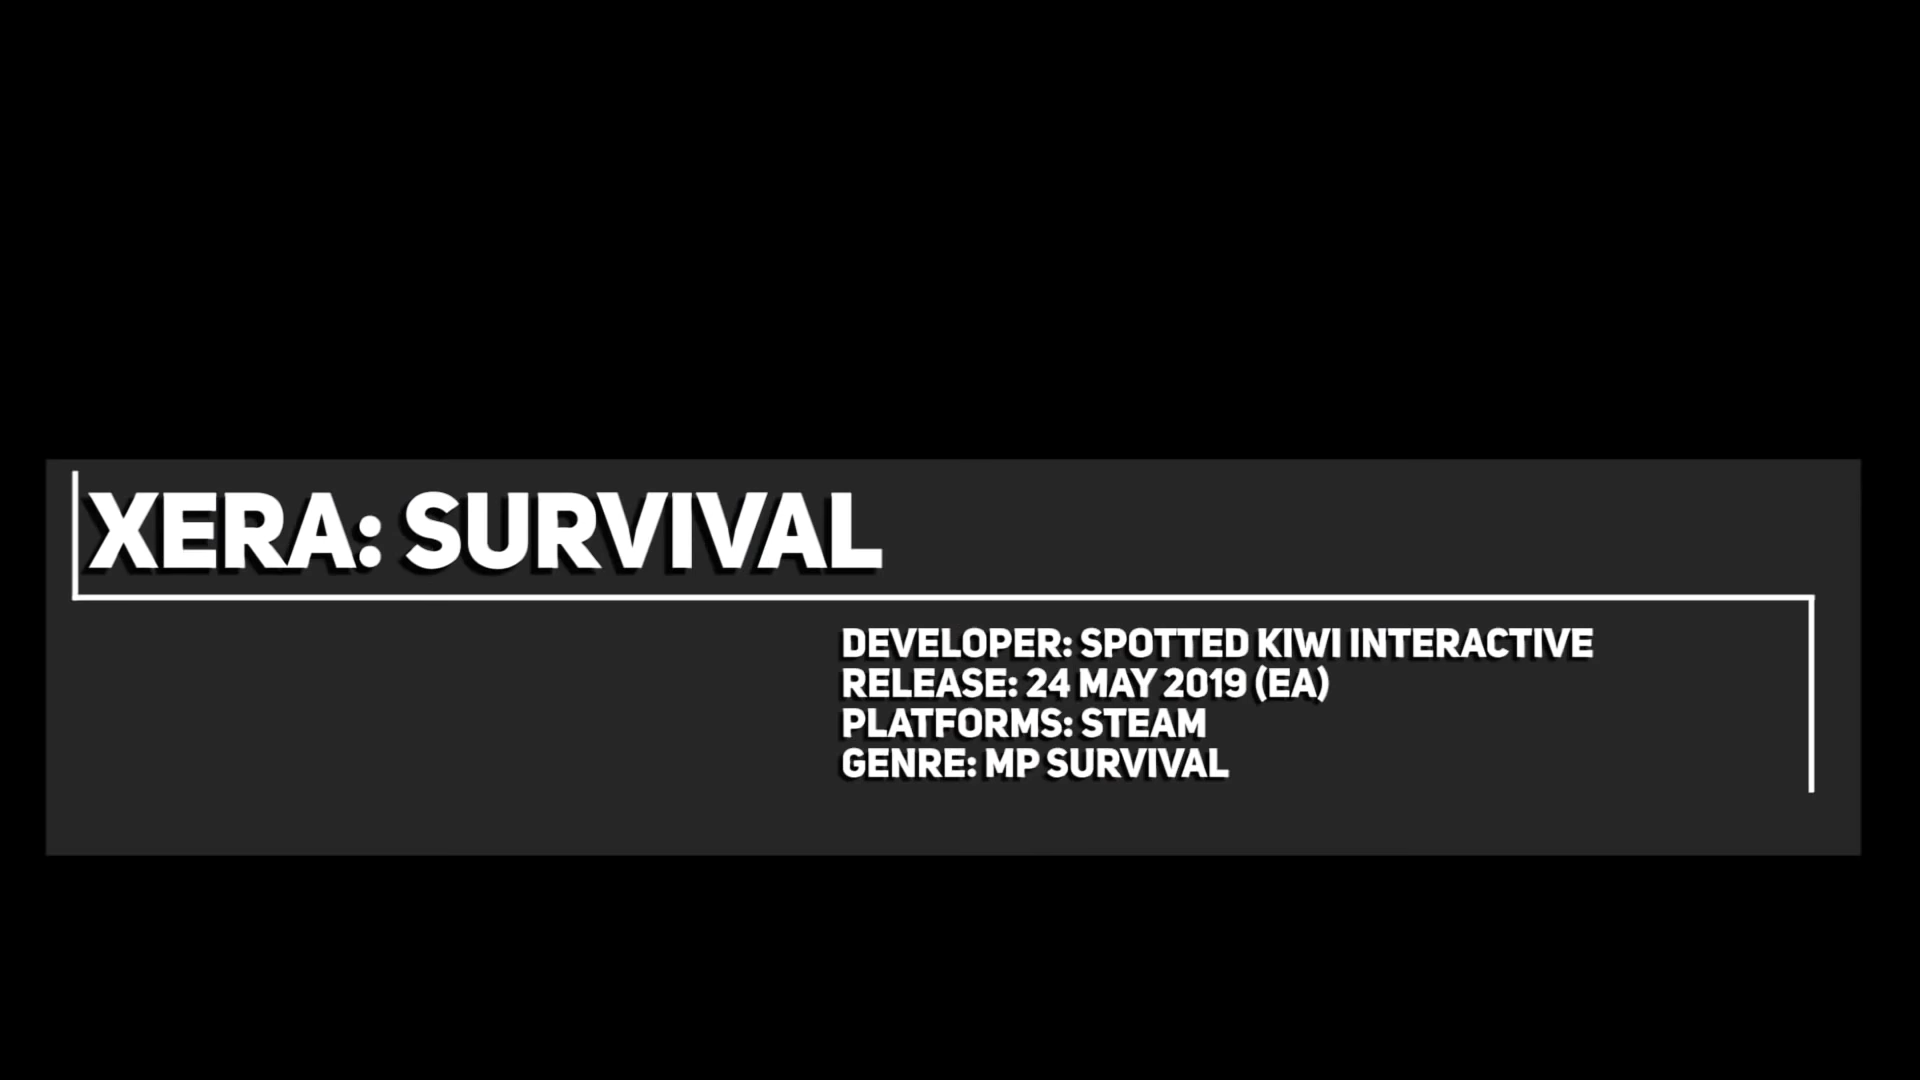 XERA: SURVIVAL
DEVELOPER: SPOTTED KIWI INTERACTIVE
RELEASE: 24 MAY 2019 (EA)
PLATFORMS: STEAM
GENRE: MP SURVIVAL